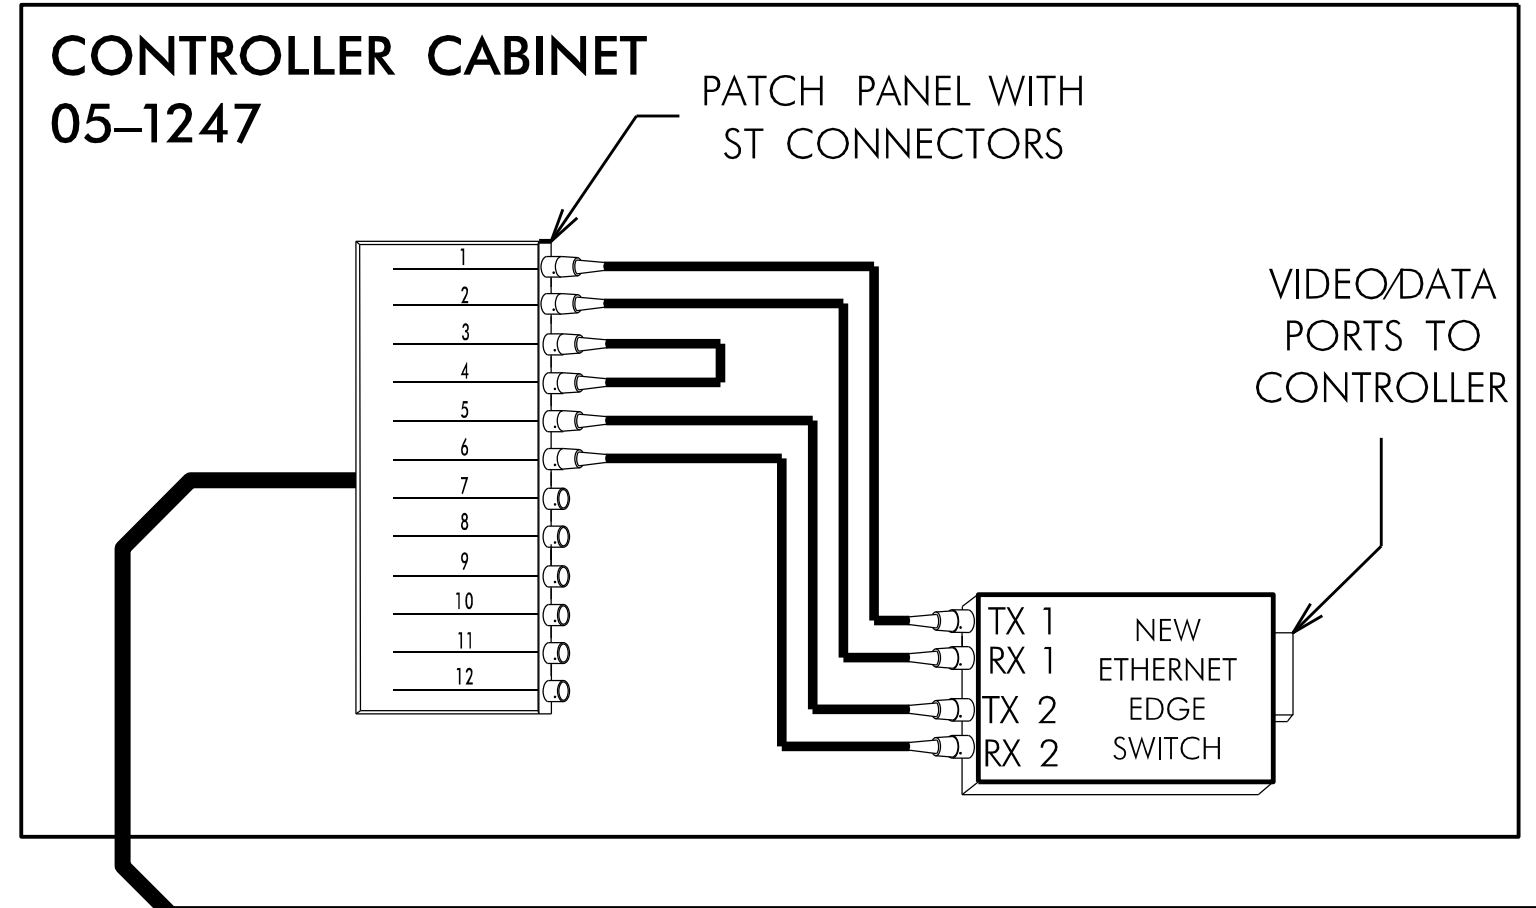 CONTROLLER CABINET
05–1247
PATCH PANEL WITH
ST CONNECTORS
1
2
3
4
5
6
7
8
9
10
11
12
VIDEO/DATA
PORTS TO
CONTROLLER
TX 1
RX 1
TX 2
RX 2
NEW
ETHERNET
EDGE
SWITCH